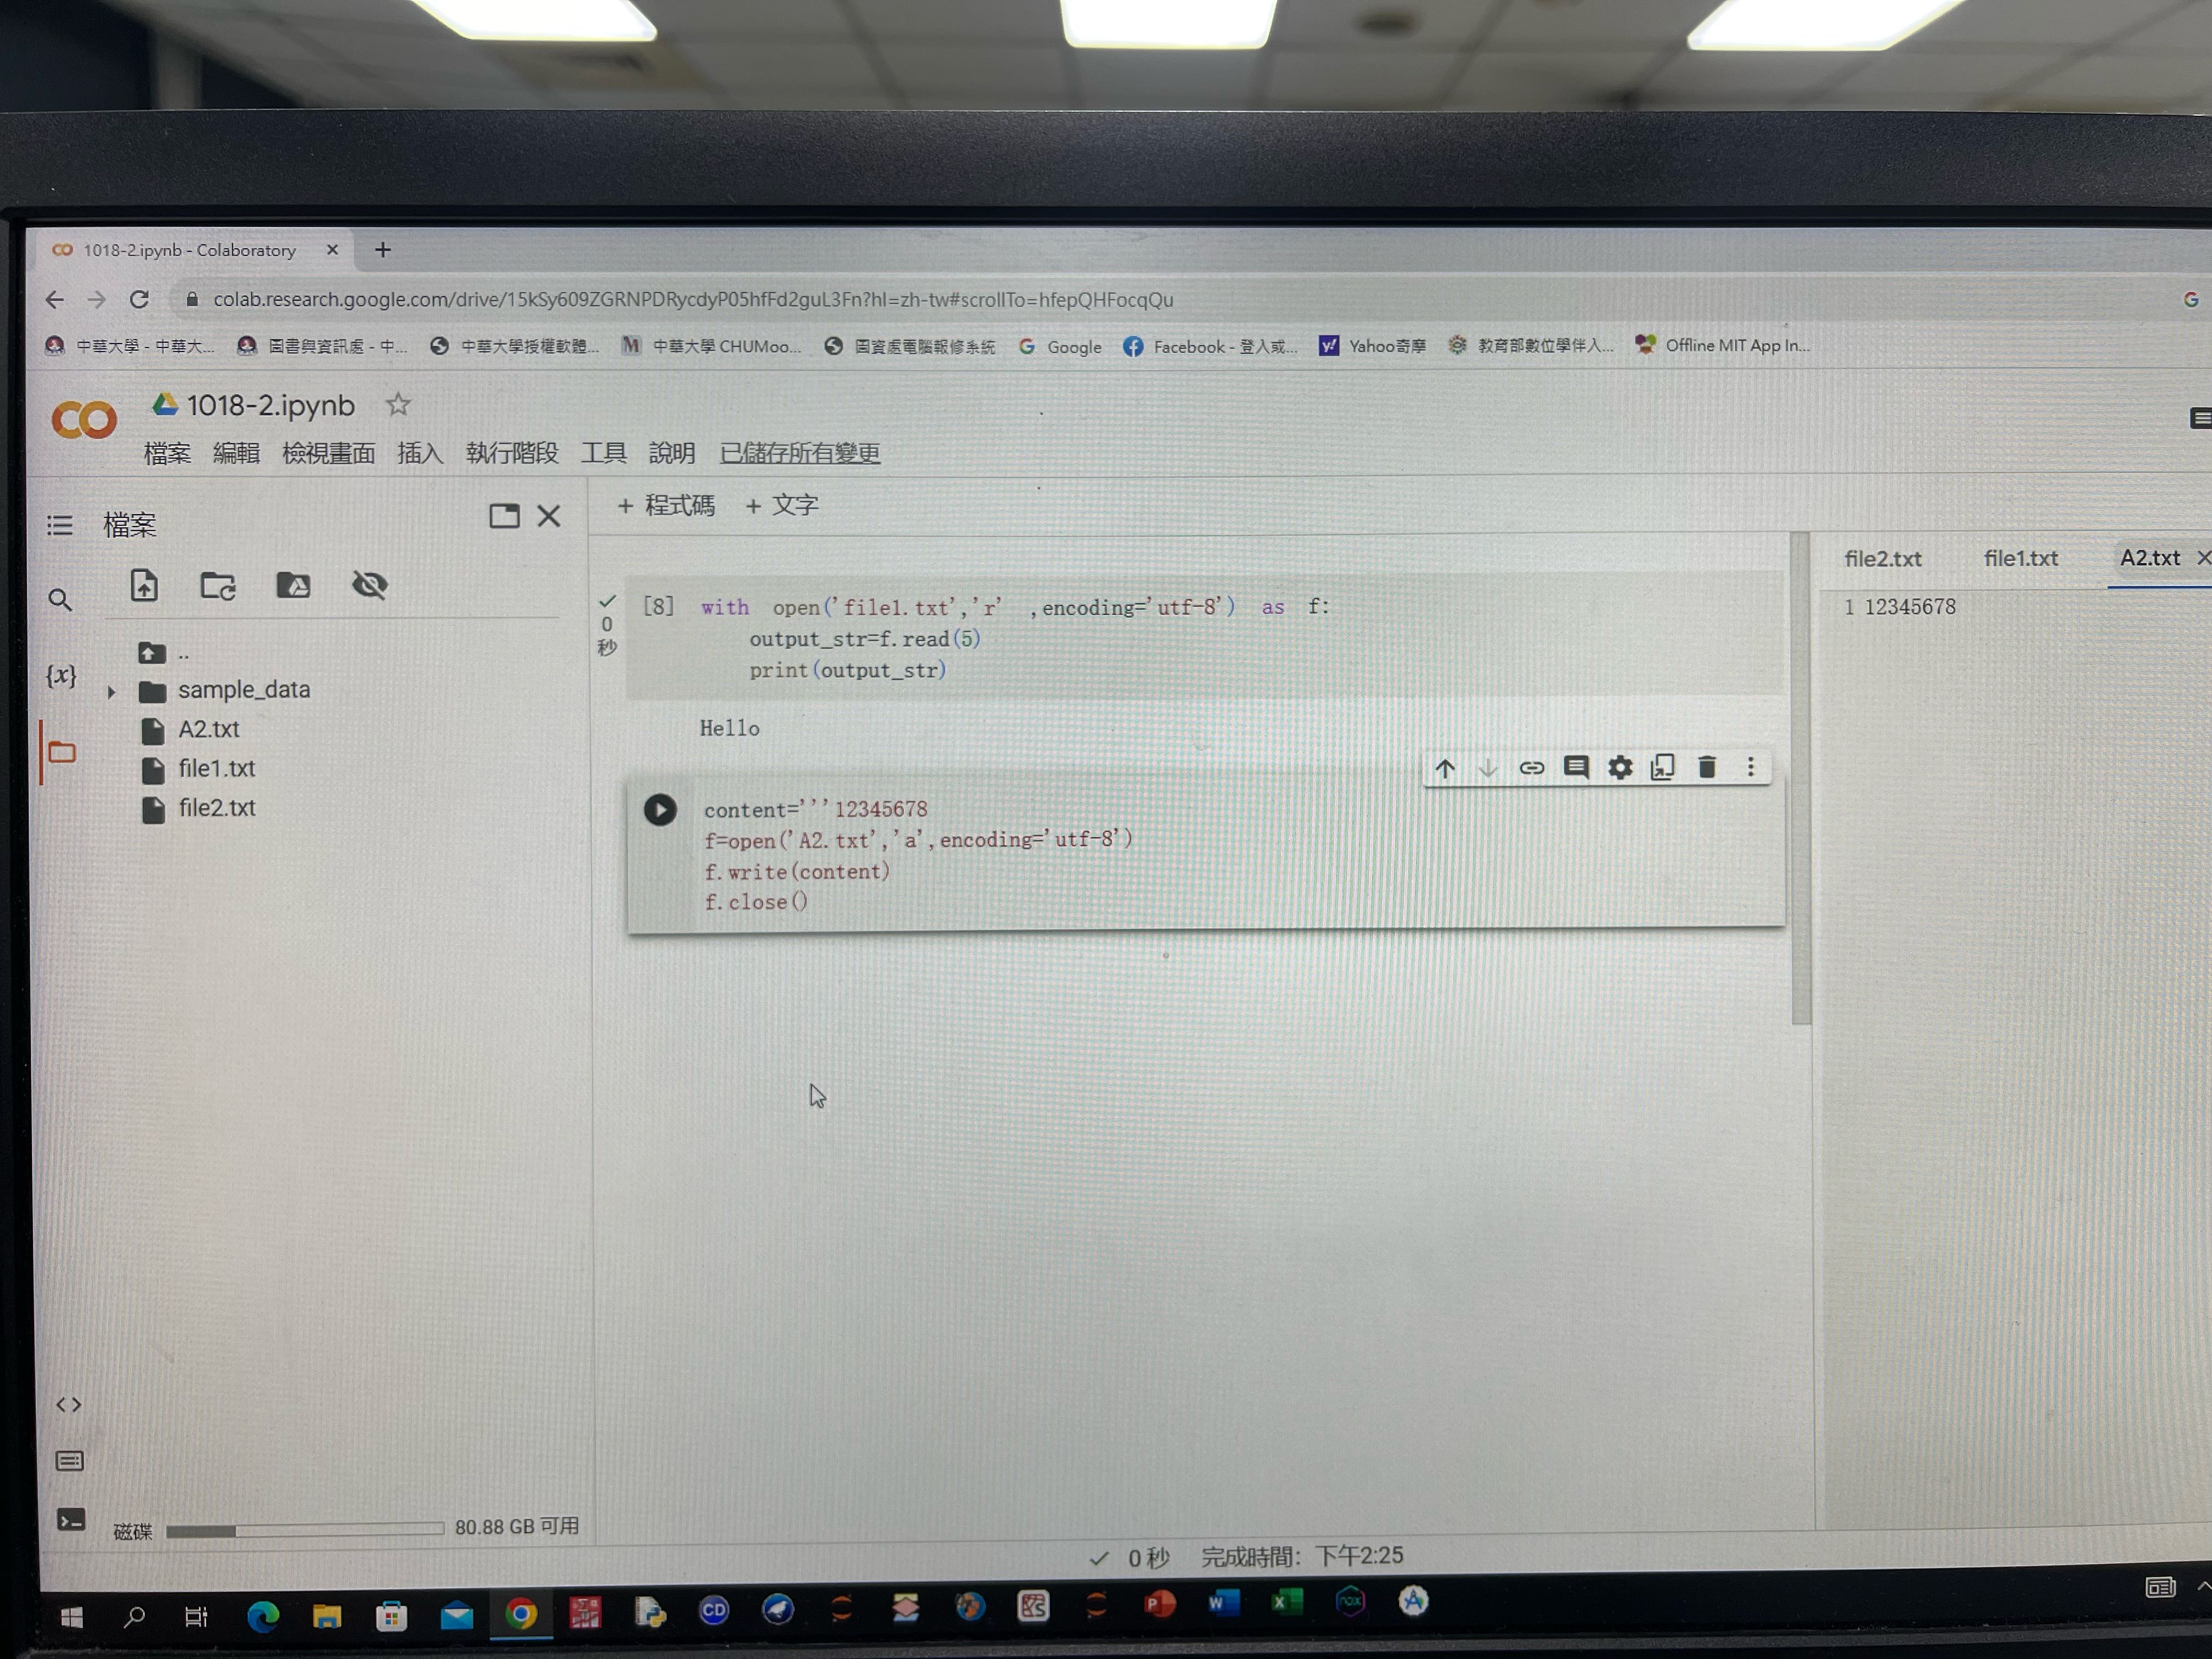 1018-2.ipynb - Colaboratory
colab.research.google.com/drive/15kSy609ZGRNPDRycdyP05hfFd2guL3Fn?hl=zh-tw#scrollTo=hfepQHFocqQu
中華大學 - 中華大... 圖書與資訊處 - 中... 中華大學授權軟體... 中華大學 CHUMoo... 圖資處電腦報修系統 Google Facebook - 登入或... Yahoo奇摩 教育部數位學伴入... Offline MIT App In...
1018-2.ipynb
檔案 編輯 檢視畫面 插入 執行階段 工具 說明 已儲存所有變更
檔案
+ 程式碼 + 文字
..
sample_data
A2.txt
file1.txt
file2.txt
0
秒
[8] with open('file1.txt','r' ,encoding='utf-8') as f:
output_str=f.read(5)
print(output_str)
Hello
content='''12345678
f=open('A2.txt','a',encoding='utf-8')
f.write(content)
f.close()
file2.txt file1.txt A2.txt
1 12345678
{x}
磁碟 80.88 GB 可用
0 秒 完成時間：下午2:25